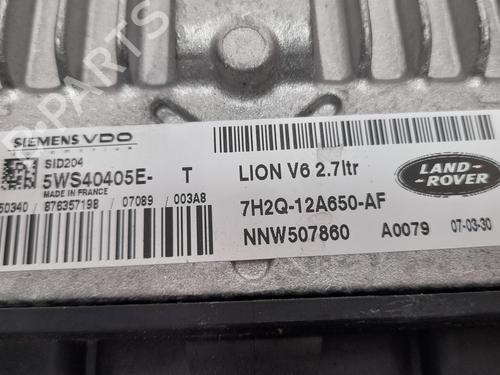 B-Parts
SIEMENS VDO
SID204
5WS40405E- T
MADE IN FRANCE
50340 / 876357198 07089 003A8
LION V6 2.7ltr
7H2Q-12A650-AF
NNW507860 A0079 07-03-30
LAND-
ROVER